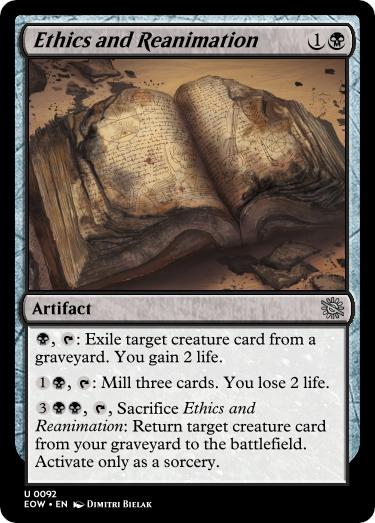 Ethics and Reanimation 1
Artifact
: Exile target creature card from a
graveyard. You gain 2 life.
1 , : Mill three cards. You lose 2 life.
3 , , Sacrifice Ethics and
Reanimation: Return target creature card
from your graveyard to the battlefield.
Activate only as a sorcery.
U 0092
EOW • EN Dimitri Bielak